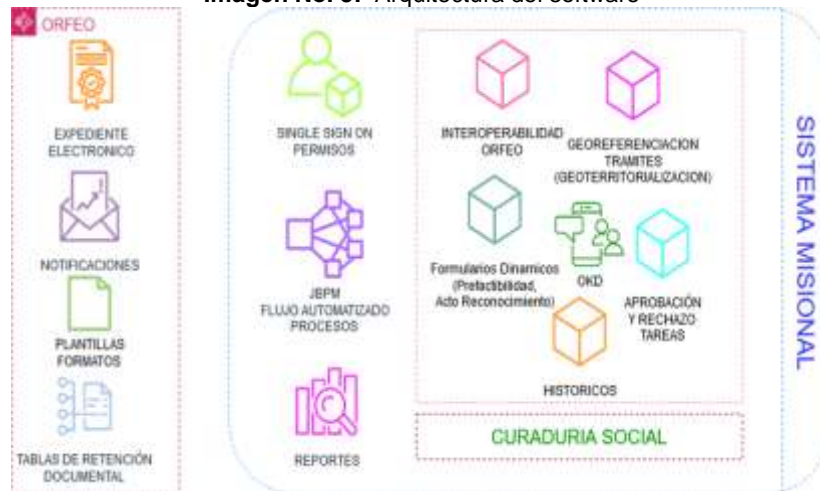 Imagen No. 3. Arquitectura del software
ORFEO
EXPEDIENTE
ELECTRONICO
NOTIFICACIONES
PLANTILLAS
FORMATOS
TABLAS DE RETENCIÓN
DOCUMENTAL
SINGLE SIGN ON
PERMISOS
JBPM
FLUJO AUTOMATIZADO
PROCESOS
REPORTES
INTEROPERABILIDAD
ORFEO
GEOREFERENCIACION
TRAMITES
(GEOTERRITORIALIZACION)
Formularios Dinamicos
(Prefactibilidad,
Acto Reconocimiento)
OKD
APROBACIÓN
Y RECHAZO
TAREAS
HISTORICOS
CURADURIA SOCIAL
SISTEMA MISIONAL